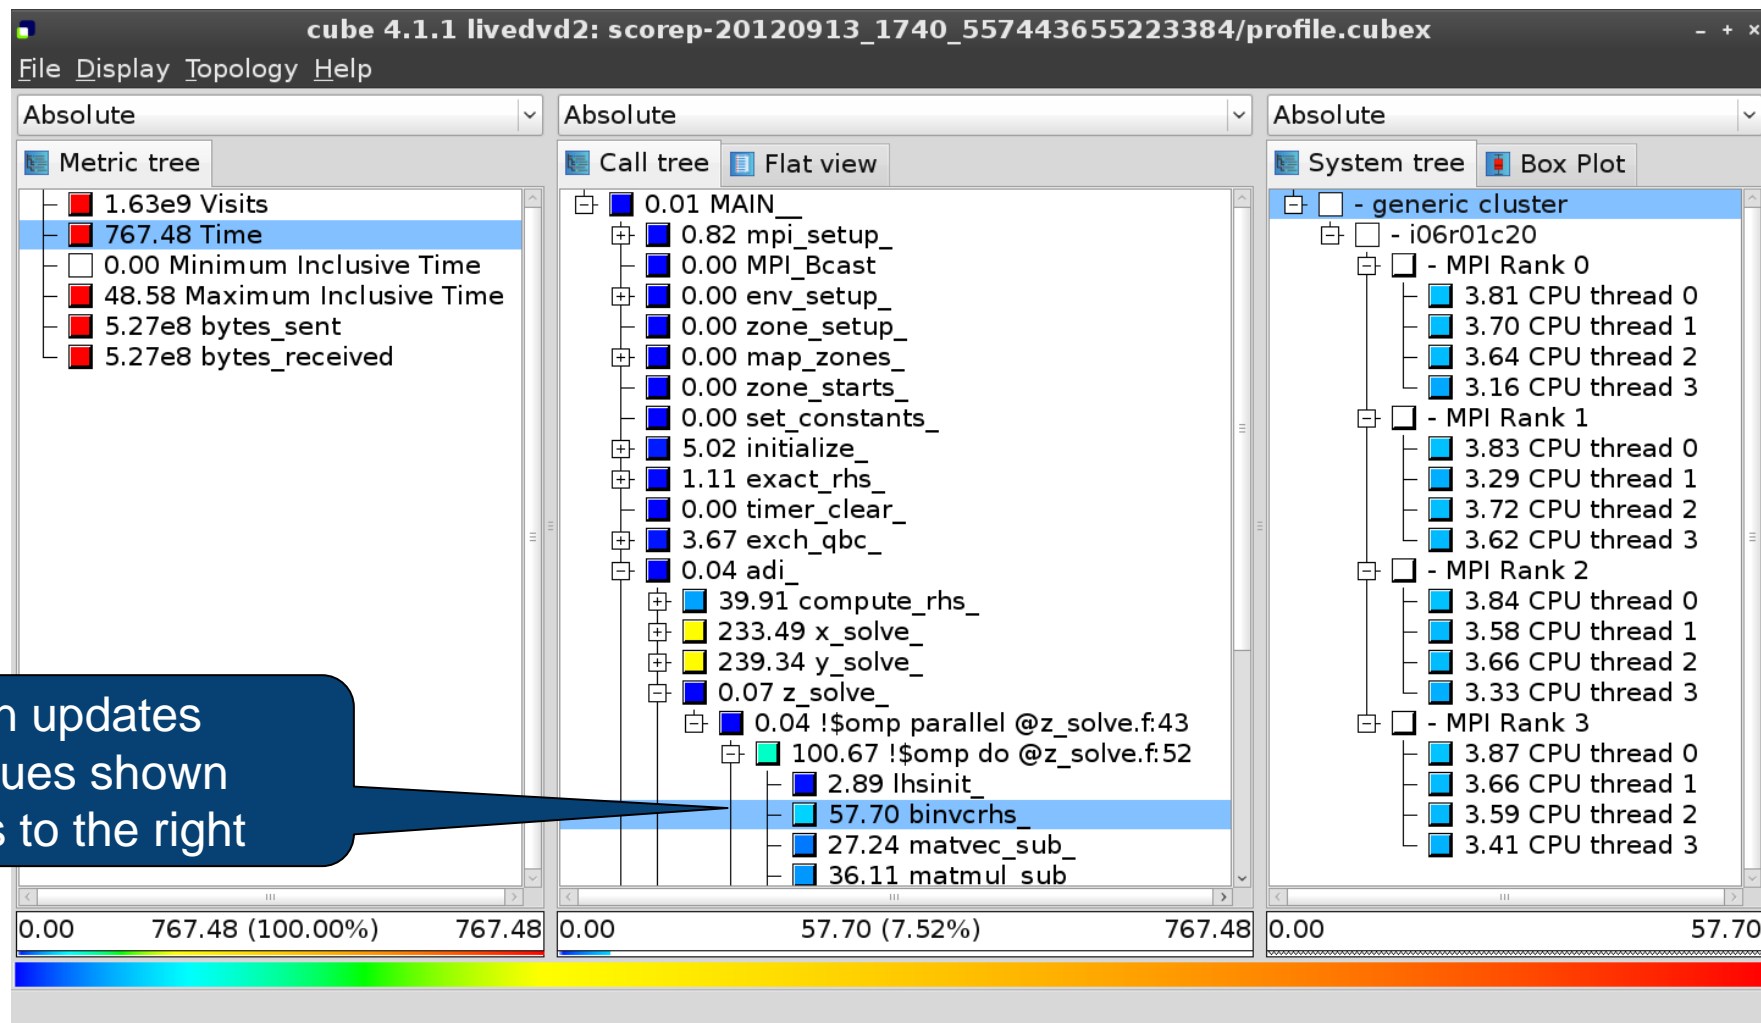 cube 4.1.1 livedvd2: scorep-20120913_1740_557443655223384/profile.cubex
File Display Topology Help
Absolute
Metric tree
1.63e9 Visits
767.48 Time
0.00 Minimum Inclusive Time
48.58 Maximum Inclusive Time
5.27e8 bytes_sent
5.27e8 bytes_received
updates
shown
to the right
0.00 767.48 (100.00%) 767.48
Absolute
Call tree Flat view
0.01 MAIN__
0.82 mpi_setup_
0.00 MPI_Bcast
0.00 env_setup_
0.00 zone_setup_
0.00 map_zones_
0.00 zone_starts_
0.00 set_constants_
5.02 initialize_
1.11 exact_rhs_
0.00 timer_clear_
3.67 exch_qbc_
0.04 adi_
39.91 compute_rhs_
233.49 x_solve_
239.34 y_solve_
0.07 z_solve_
0.04 !$omp parallel @z_solve.f:43
100.67 !$omp do @z_solve.f:52
2.89 lhsinit_
57.70 binvcrhs_
27.24 matvec_sub_
36.11 matmul_sub
0.00 57.70 (7.52%) 767.48
Absolute
System tree Box Plot
- generic cluster
- i06r01c20
- MPI Rank 0
3.81 CPU thread 0
3.70 CPU thread 1
3.64 CPU thread 2
3.16 CPU thread 3
- MPI Rank 1
3.83 CPU thread 0
3.29 CPU thread 1
3.72 CPU thread 2
3.62 CPU thread 3
- MPI Rank 2
3.84 CPU thread 0
3.58 CPU thread 1
3.66 CPU thread 2
3.33 CPU thread 3
- MPI Rank 3
3.87 CPU thread 0
3.66 CPU thread 1
3.59 CPU thread 2
3.41 CPU thread 3
0.00 57.70